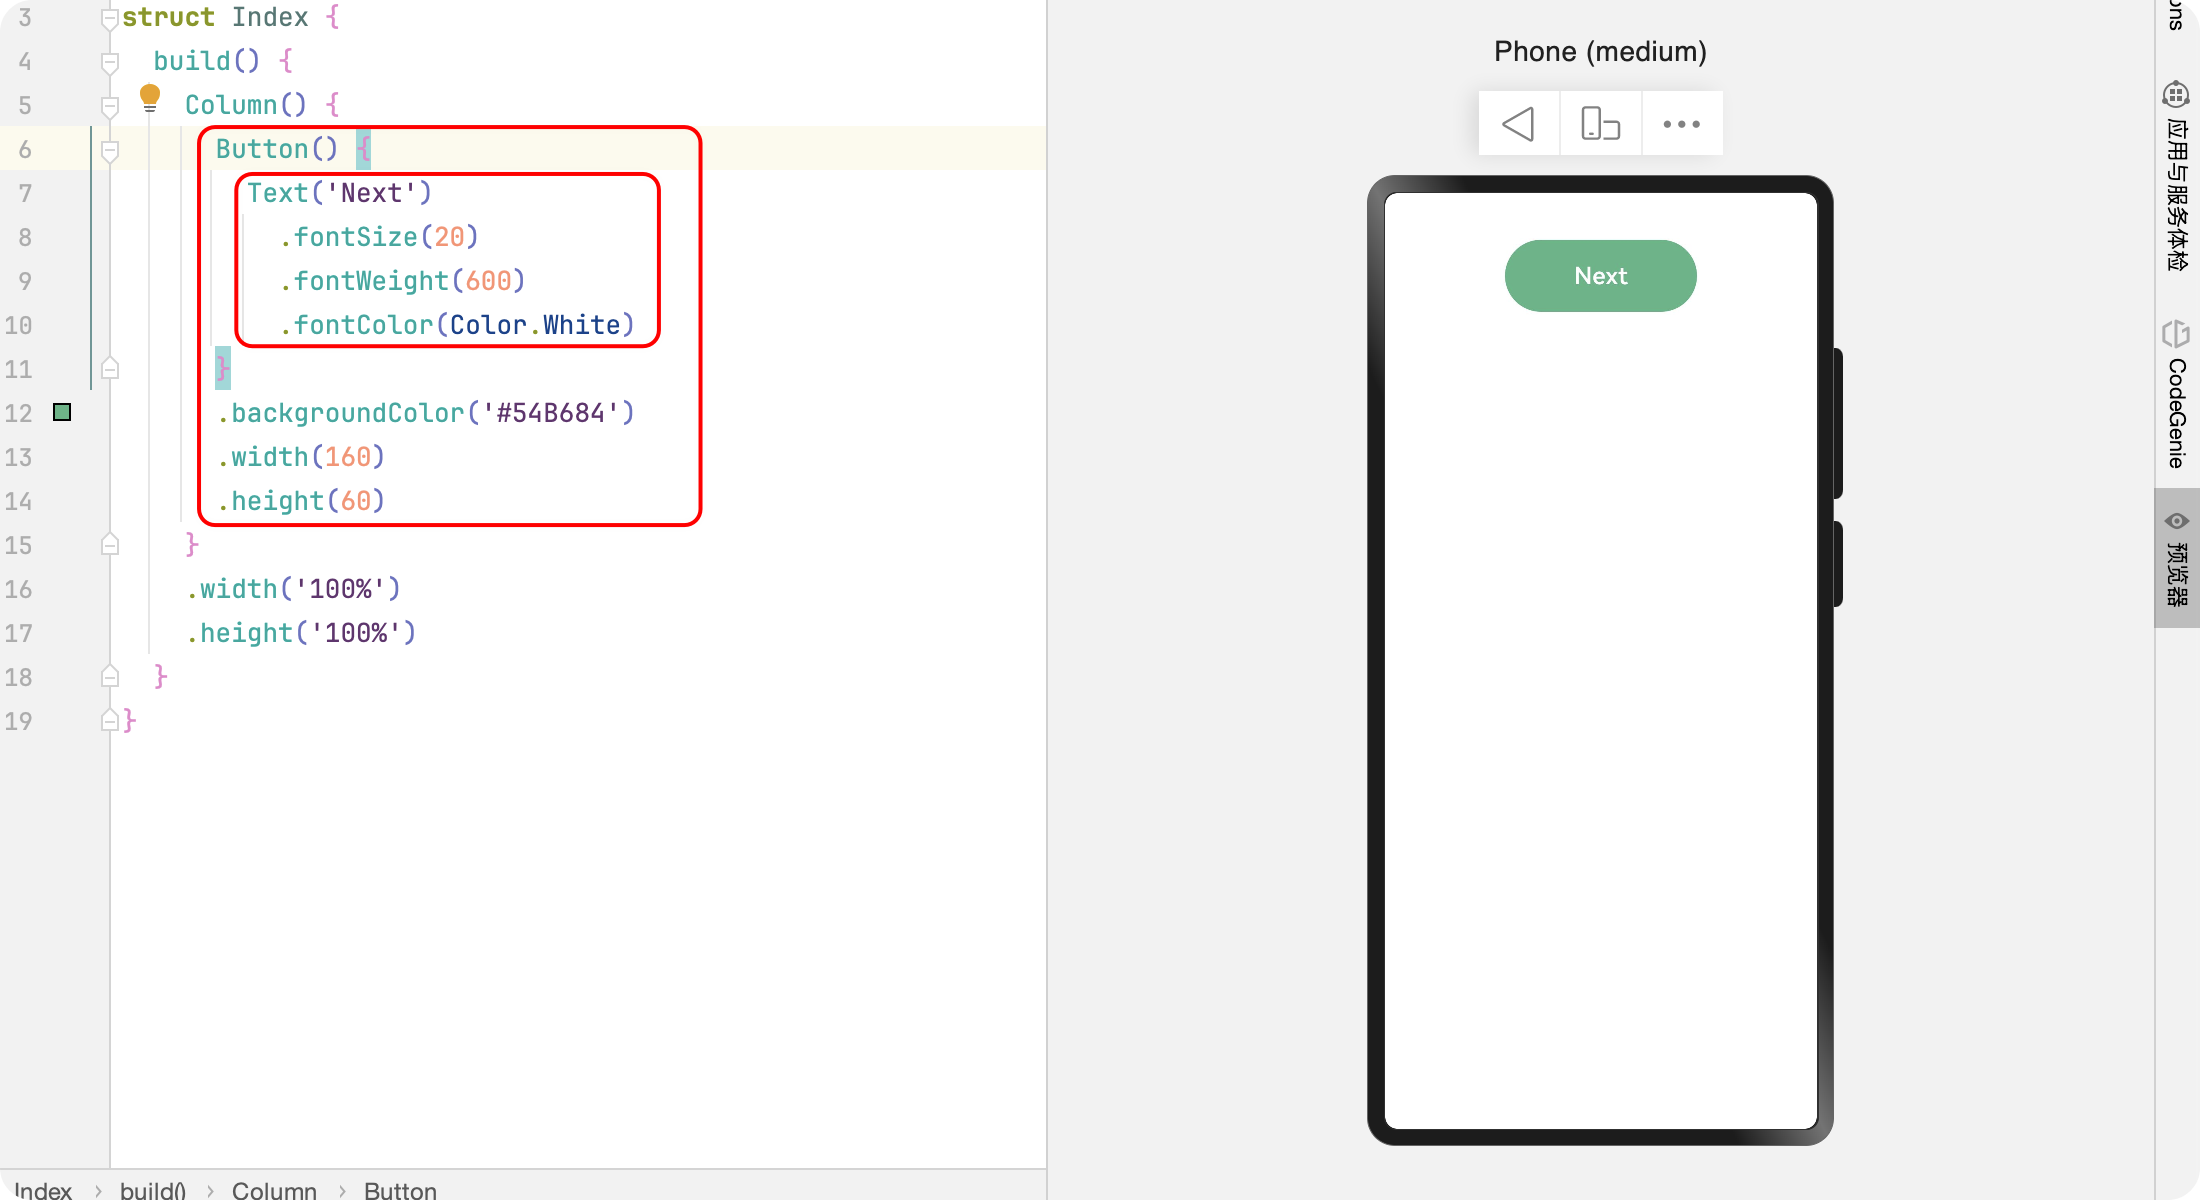 3 struct Index {
4 build() {
5 Column() {
6 Button() {
7 Text('Next')
8 .fontSize(20)
9 .fontWeight(600)
10 .fontColor(Color.White)
11 }
12 .backgroundColor('#54B684')
13 .width(160)
14 .height(60)
15 }
16 .width('100%')
17 .height('100%')
18 }
19 }
Index › build() › Column › Button
Phone (medium)
Next
ons
应用与服务体检
CodeGenie
预览器